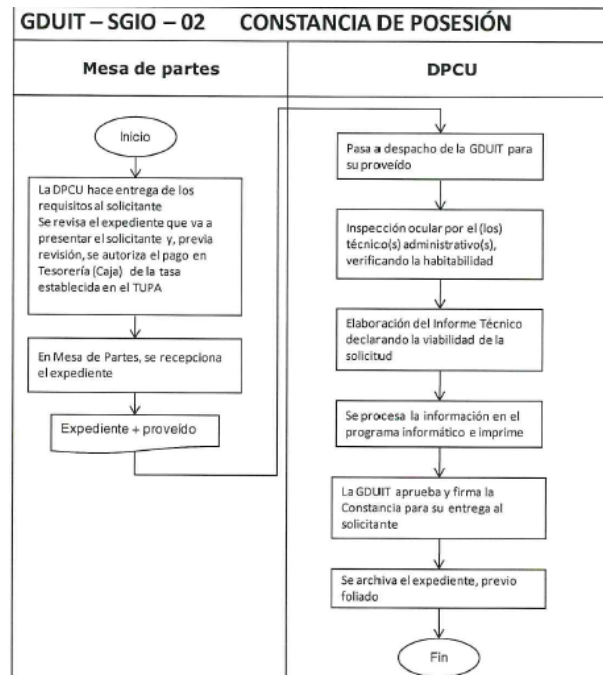 GDUIT – SGIO – 02 CONSTANCIA DE POSESIÓN
Mesa de partes
DPCU
Inicio
La DPCU hace entrega de los
requisitos al solicitante
Se revisa el expediente que va a
presentar el solicitante y, previa
revisión, se autoriza el pago en
Tesorería (Caja) de la tasa
establecida en el TUPA
En Mesa de Partes, se recepciona
el expediente
Expediente + proveído
Pasa a despacho de la GDUIT para
su proveído
Inspección ocular por el (los)
técnico(s) administrativo(s),
verificando la habitabilidad
Elaboración del Informe Técnico
declarando la viabilidad de la
solicitud
Se procesa la información en el
programa informático e imprime
La GDUIT aprueba y firma la
Constancia para su entrega al
solicitante
Se archiva el expediente, previo
foliado
Fin